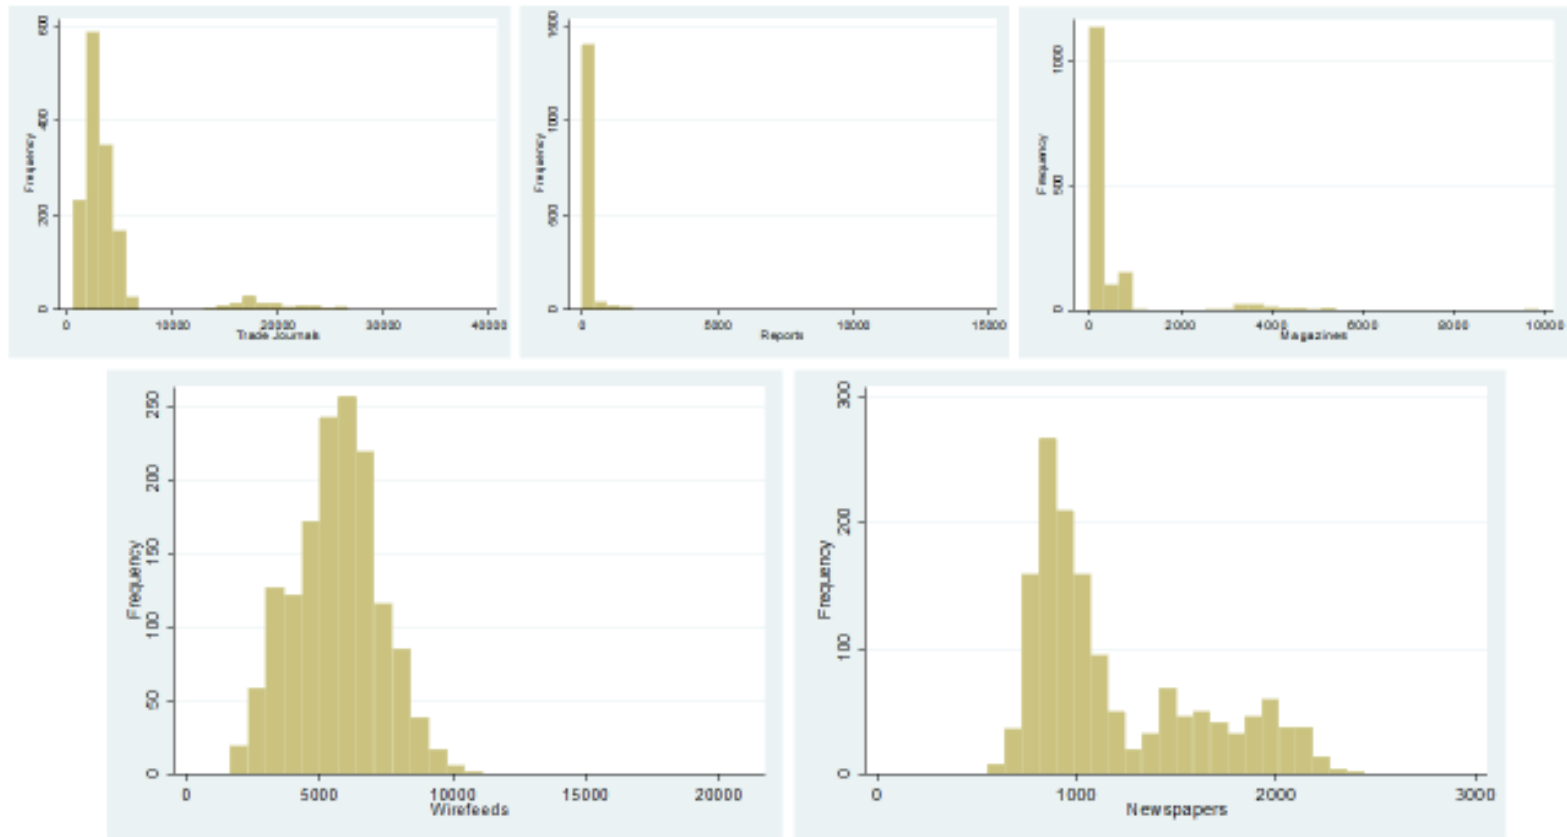 Frequency
0 200 400 600
0 10000 20000 30000 40000
Trade Journals
Frequency
0 500 1000 1500
0 5000 10000 15000
Reports
Frequency
0 500 1000
0 2000 4000 6000 8000 10000
Magazines
Frequency
0 50 100 150 200 250
0 5000 10000 15000 20000
Wirefeeds
Frequency
0 100 200 300
0 1000 2000 3000
Newspapers